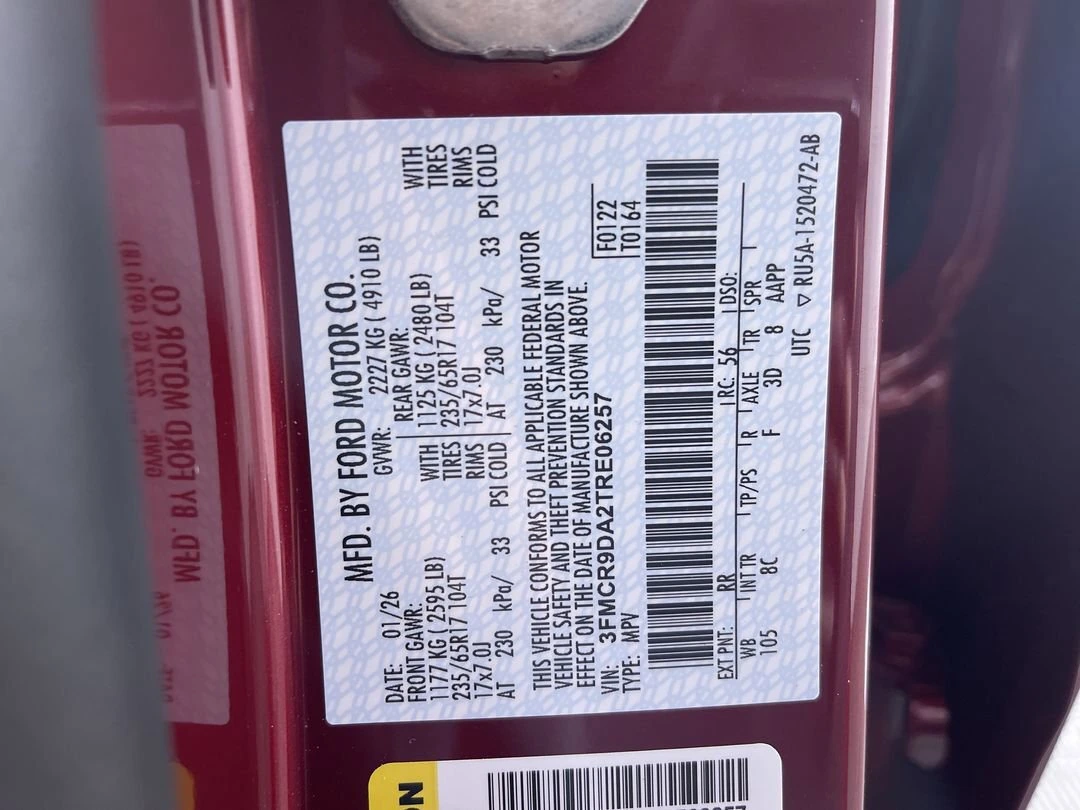 MFD. BY FORD MOTOR CO.
DATE: 01/26 GVWR: 2227 KG ( 4910 LB)
FRONT GAWR: REAR GAWR:
1177 KG ( 2595 LB) WITH 1125 KG ( 2480 LB) WITH
235/65R17 104T TIRES 235/65R17 104T TIRES
17x7.0J RIMS 17x7.0J RIMS
AT 230 kPa/ 33 PSI COLD AT 230 kPa/ 33 PSI COLD
THIS VEHICLE CONFORMS TO ALL APPLICABLE FEDERAL MOTOR
VEHICLE SAFETY AND THEFT PREVENTION STANDARDS IN
EFFECT ON THE DATE OF MANUFACTURE SHOWN ABOVE.
VIN: 3FMCR9DA2TRE06257 F0122
TYPE: MPV T0164
EXT PNT: RR RC: 56 DSO:
WB INT TR TP/PS R AXLE TR SPR
105 8C F 3D 8 AAPP
UTC ▽ RU5A-1520472-AB
ON